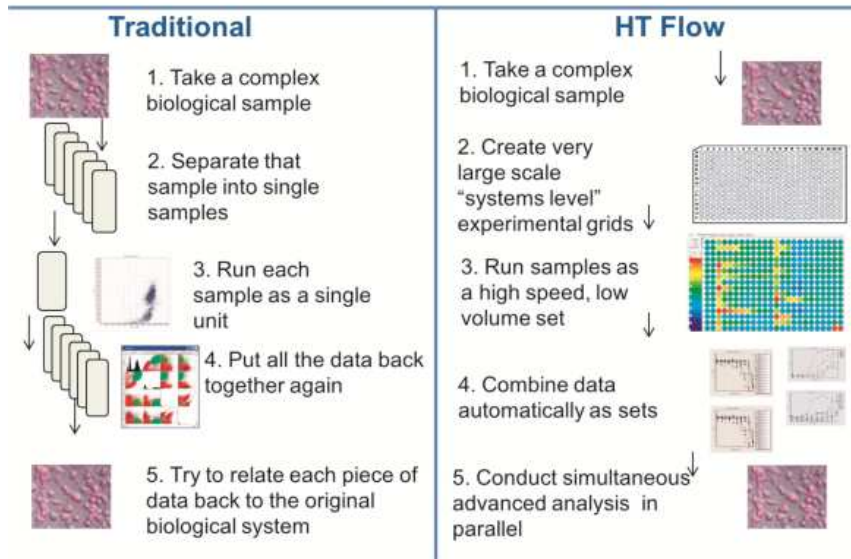 Traditional
1. Take a complex
biological sample
2. Separate that
sample into single
samples
3. Run each
sample as a single
unit
4. Put all the data back
together again
5. Try to relate each piece of
data back to the original
biological system
HT Flow
1. Take a complex
biological sample
2. Create very
large scale
“systems level”
experimental grids
3. Run samples as
a high speed, low
volume set
4. Combine data
automatically as sets
5. Conduct simultaneous
advanced analysis in
parallel